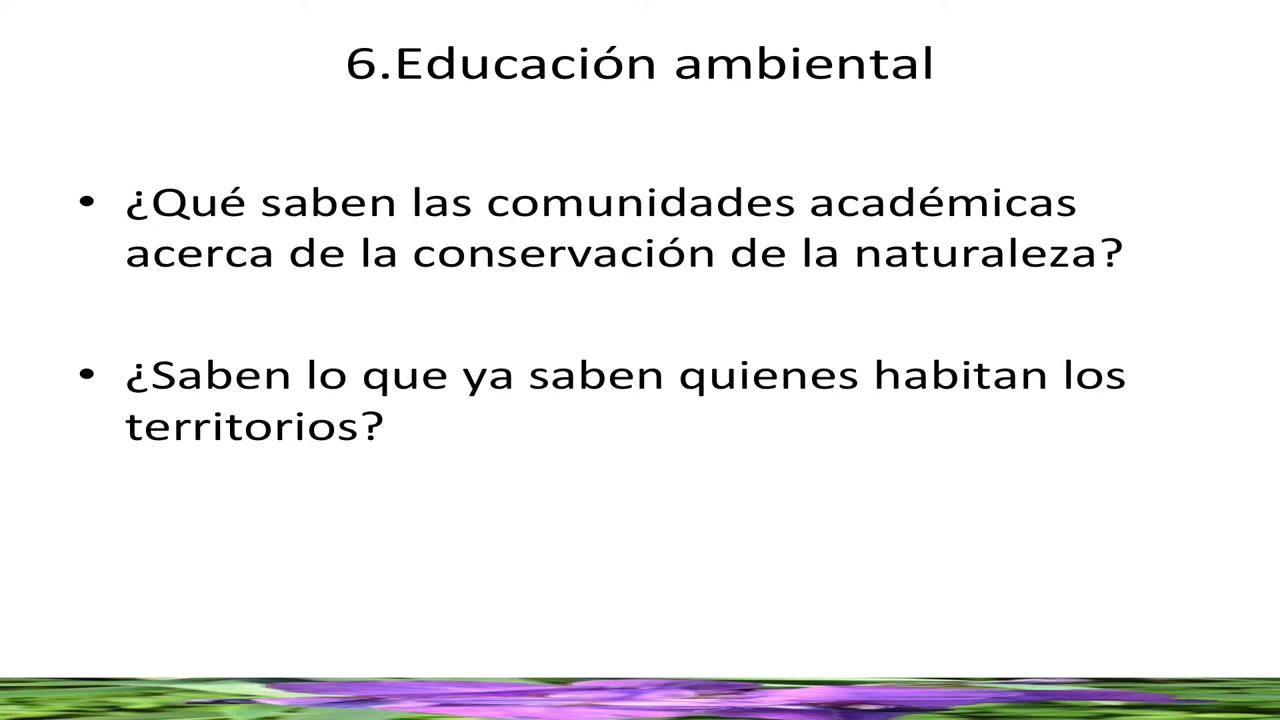 6.Educación ambiental
• ¿Qué saben las comunidades académicas
acerca de la conservación de la naturaleza?
• ¿Saben lo que ya saben quienes habitan los
territorios?